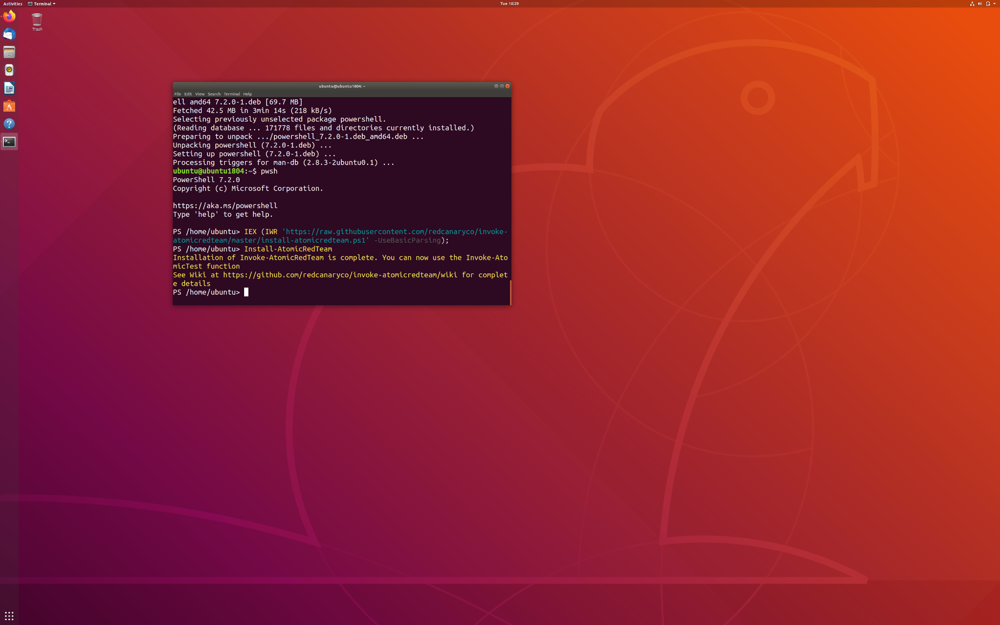 Activities Terminal Tue 10:29
Trash
ubuntu@ubuntu1804: ~
File Edit View Search Terminal Help
ell amd64 7.2.0-1.deb [69.7 MB]
Fetched 42.5 MB in 3min 14s (218 kB/s)
Selecting previously unselected package powershell.
(Reading database ... 171778 files and directories currently installed.)
Preparing to unpack .../powershell_7.2.0-1.deb_amd64.deb ...
Unpacking powershell (7.2.0-1.deb) ...
Setting up powershell (7.2.0-1.deb) ...
Processing triggers for man-db (2.8.3-2ubuntu0.1) ...
ubuntu@ubuntu1804:~$ pwsh
PowerShell 7.2.0
Copyright (c) Microsoft Corporation.
https://aka.ms/powershell
Type 'help' to get help.
PS /home/ubuntu> IEX (IWR 'https://raw.githubusercontent.com/redcanaryco/invoke-
atomicredteam/master/install-atomicredteam.ps1' -UseBasicParsing);
PS /home/ubuntu> Install-AtomicRedTeam
Installation of Invoke-AtomicRedTeam is complete. You can now use the Invoke-Ato
micTest function
See Wiki at https://github.com/redcanaryco/invoke-atomicredteam/wiki for complet
e details
PS /home/ubuntu>